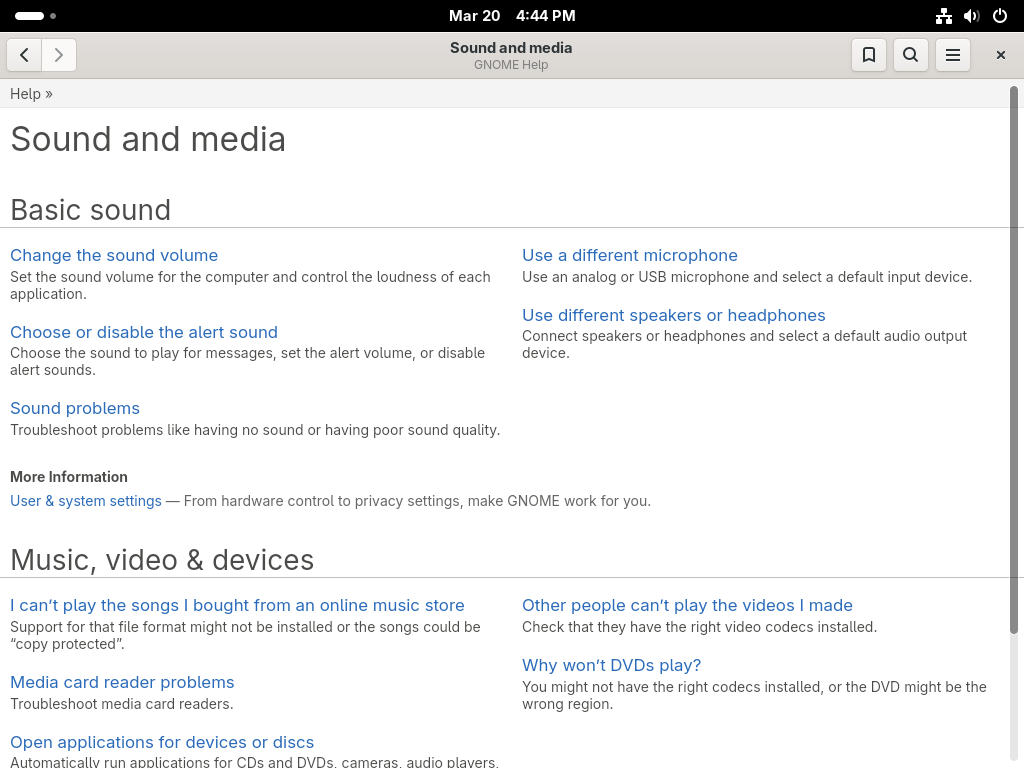 Mar 20 4:44 PM
Sound and media
GNOME Help
Help »
Sound and media
Basic sound
Change the sound volume
Set the sound volume for the computer and control the loudness of each
application.
Choose or disable the alert sound
Choose the sound to play for messages, set the alert volume, or disable
alert sounds.
Sound problems
Troubleshoot problems like having no sound or having poor sound quality.
Use a different microphone
Use an analog or USB microphone and select a default input device.
Use different speakers or headphones
Connect speakers or headphones and select a default audio output
device.
More Information
User & system settings — From hardware control to privacy settings, make GNOME work for you.
Music, video & devices
I can’t play the songs I bought from an online music store
Support for that file format might not be installed or the songs could be
“copy protected”.
Media card reader problems
Troubleshoot media card readers.
Open applications for devices or discs
Automatically run applications for CDs and DVDs, cameras, audio players,
Other people can’t play the videos I made
Check that they have the right video codecs installed.
Why won’t DVDs play?
You might not have the right codecs installed, or the DVD might be the
wrong region.